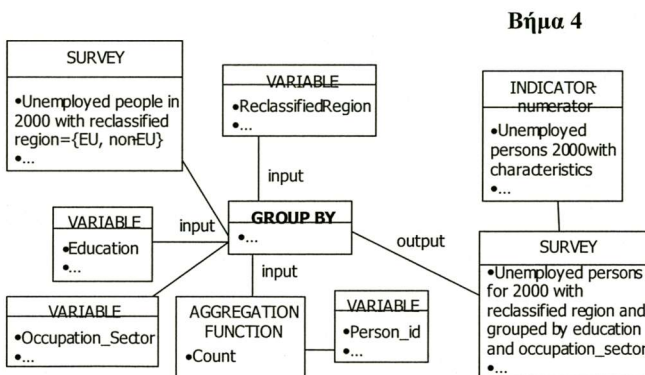 Βήμα 4
SURVEY
•Unemployed people in
2000 with reclassified
region={EU, non-EU}
•...
VARIABLE
•ReclassifiedRegion
•...
INDICATOR-
numerator
•Unemployed
persons 2000with
characteristics
•...
input
VARIABLE
•Education
•...
input
GROUP BY
•...
output
input
VARIABLE
•Occupation_Sector
•...
AGGREGATION
FUNCTION
•Count
VARIABLE
•Person_id
•...
SURVEY
•Unemployed persons
for 2000 with
reclassified region and
grouped by education
and occupation_sector
•...